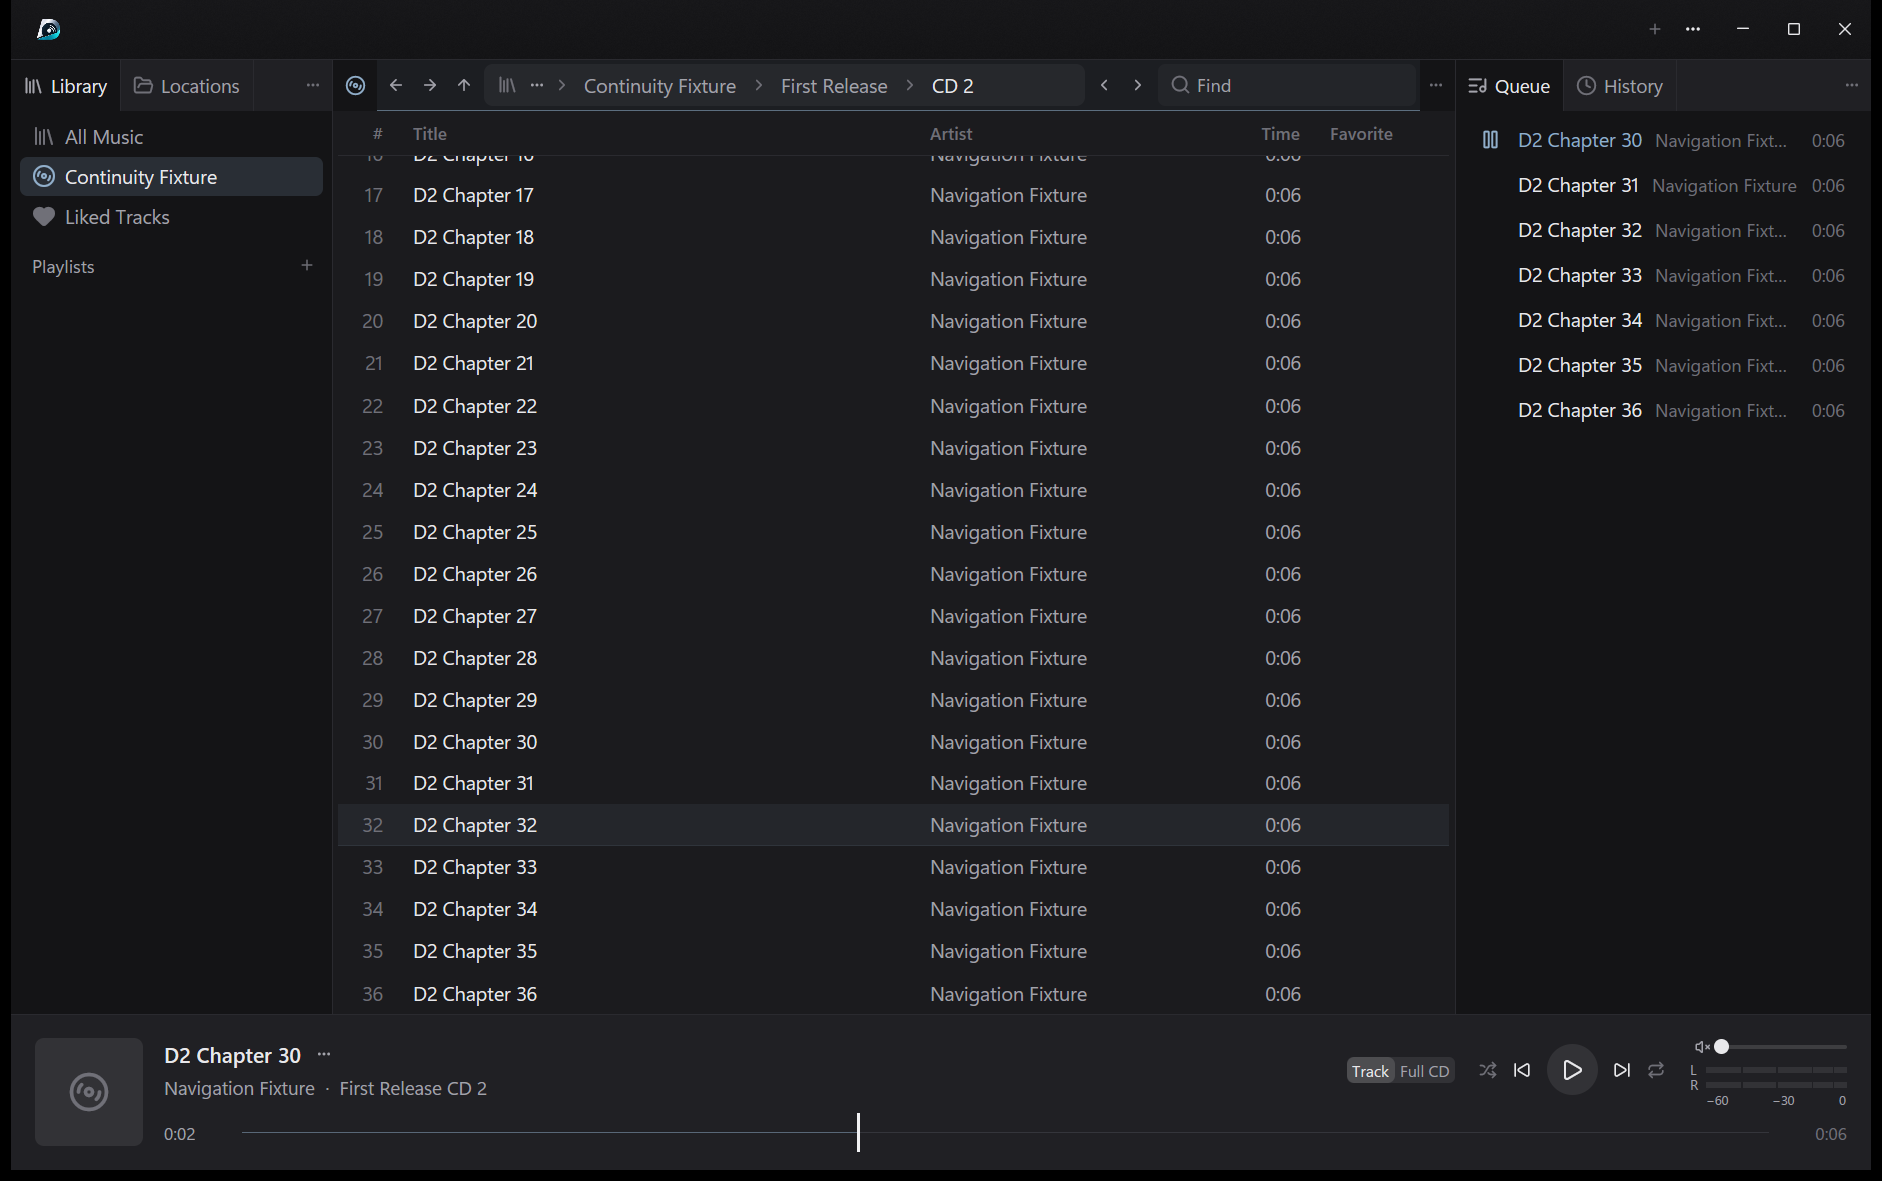 Library Locations
All Music
Continuity Fixture
Liked Tracks
Playlists
Continuity Fixture First Release CD 2 Find
# Title Artist Time Favorite
16 D2 Chapter 16 Navigation Fixture 0:06
17 D2 Chapter 17 Navigation Fixture 0:06
18 D2 Chapter 18 Navigation Fixture 0:06
19 D2 Chapter 19 Navigation Fixture 0:06
20 D2 Chapter 20 Navigation Fixture 0:06
21 D2 Chapter 21 Navigation Fixture 0:06
22 D2 Chapter 22 Navigation Fixture 0:06
23 D2 Chapter 23 Navigation Fixture 0:06
24 D2 Chapter 24 Navigation Fixture 0:06
25 D2 Chapter 25 Navigation Fixture 0:06
26 D2 Chapter 26 Navigation Fixture 0:06
27 D2 Chapter 27 Navigation Fixture 0:06
28 D2 Chapter 28 Navigation Fixture 0:06
29 D2 Chapter 29 Navigation Fixture 0:06
30 D2 Chapter 30 Navigation Fixture 0:06
31 D2 Chapter 31 Navigation Fixture 0:06
32 D2 Chapter 32 Navigation Fixture 0:06
33 D2 Chapter 33 Navigation Fixture 0:06
34 D2 Chapter 34 Navigation Fixture 0:06
35 D2 Chapter 35 Navigation Fixture 0:06
36 D2 Chapter 36 Navigation Fixture 0:06
Queue History
D2 Chapter 30 Navigation Fixt... 0:06
D2 Chapter 31 Navigation Fixture 0:06
D2 Chapter 32 Navigation Fixt... 0:06
D2 Chapter 33 Navigation Fixt... 0:06
D2 Chapter 34 Navigation Fixt... 0:06
D2 Chapter 35 Navigation Fixt... 0:06
D2 Chapter 36 Navigation Fixt... 0:06
D2 Chapter 30
Navigation Fixture · First Release CD 2
0:02 0:06
Track Full CD
L
R
-60 -30 0